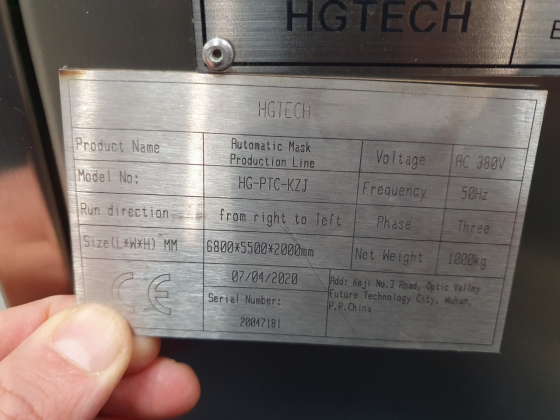 HGTECH
E
HGTECH
Product Name
Automatic Mask
Production Line
Voltage
AC 380V
Model No:
HG-PTC-KZJ
Frequency
50Hz
Run direction
from right to left
Phase
Three
Size(L*W*H) MM
6800*5500*2000mm
Net Weight
1000kg
CE
07/04/2020
Serial Number:
20047181
Add: Keji No.2 Road, Optic Valley
Future Technology City, Wuhan,
P.R.China